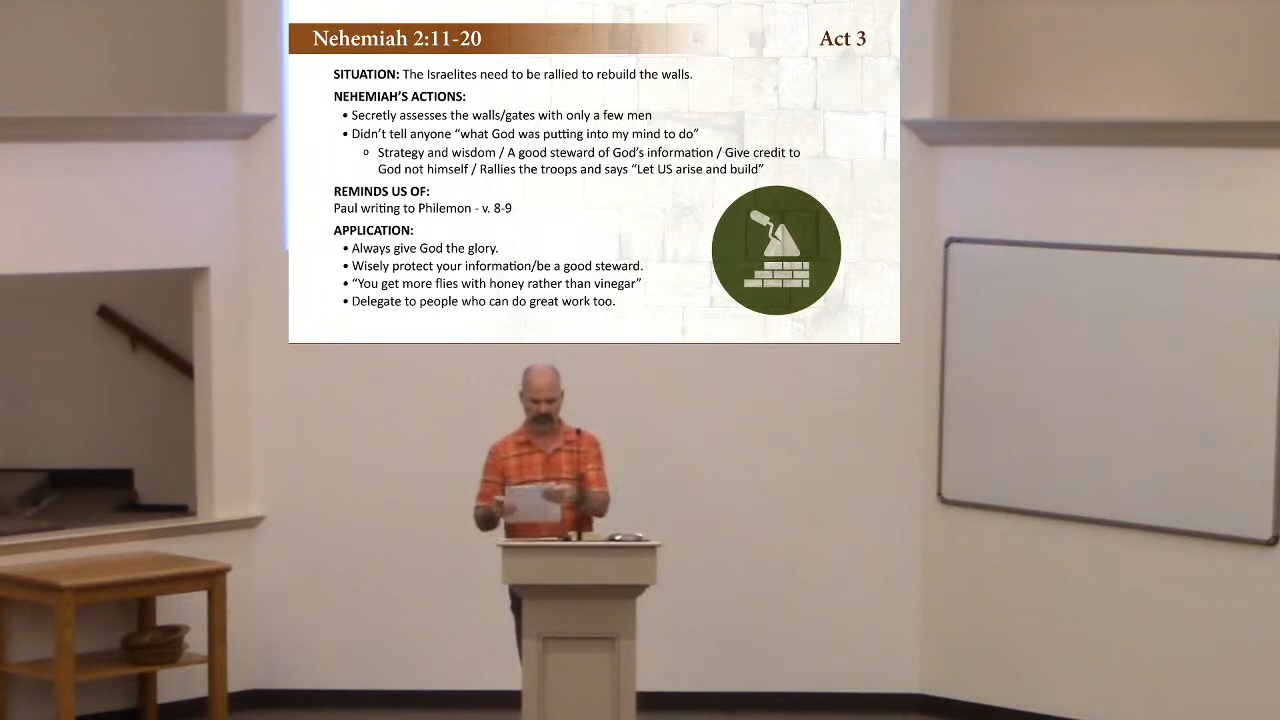 Nehemiah 2:11-20
Act 3
SITUATION: The Israelites need to be rallied to rebuild the walls.
NEHEMIAH'S ACTIONS:
• Secretly assesses the walls/gates with only a few men
• Didn't tell anyone “what God was putting into my mind to do”
○ Strategy and wisdom / A good steward of God's information / Give credit to
God not himself / Rallies the troops and says “Let US arise and build”
REMINDS US OF:
Paul writing to Philemon - v. 8-9
APPLICATION:
• Always give God the glory.
• Wisely protect your information/be a good steward.
• “You get more flies with honey rather than vinegar”
• Delegate to people who can do great work too.